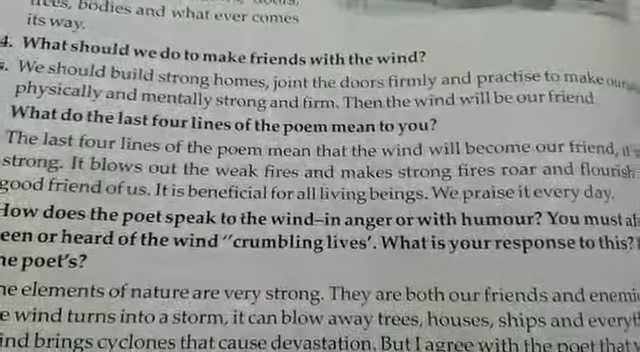 bodies and what ever comes
its way.
4. What should we do to make friends with the wind?
s. We should build strong homes, joint the doors firmly and practise to make
physically and mentally strong and firm. Then the wind will be our friend.
What do the last four lines of the poem mean to you?
The last four lines of the poem mean that the wind will become our friend,
strong. It blows out the weak fires and makes strong fires roar and flourish
good friend of us. It is beneficial for all living beings. We praise it every day.
How does the poet speak to the wind–in anger or with humour? You must
een or heard of the wind "crumbling lives'. What is your response to this?
he poet's?
he elements of nature are very strong. They are both our friends and
e wind turns into a storm, it can blow away trees, houses, ships and
ind brings cyclones that cause devastation. But I agree with the poet that